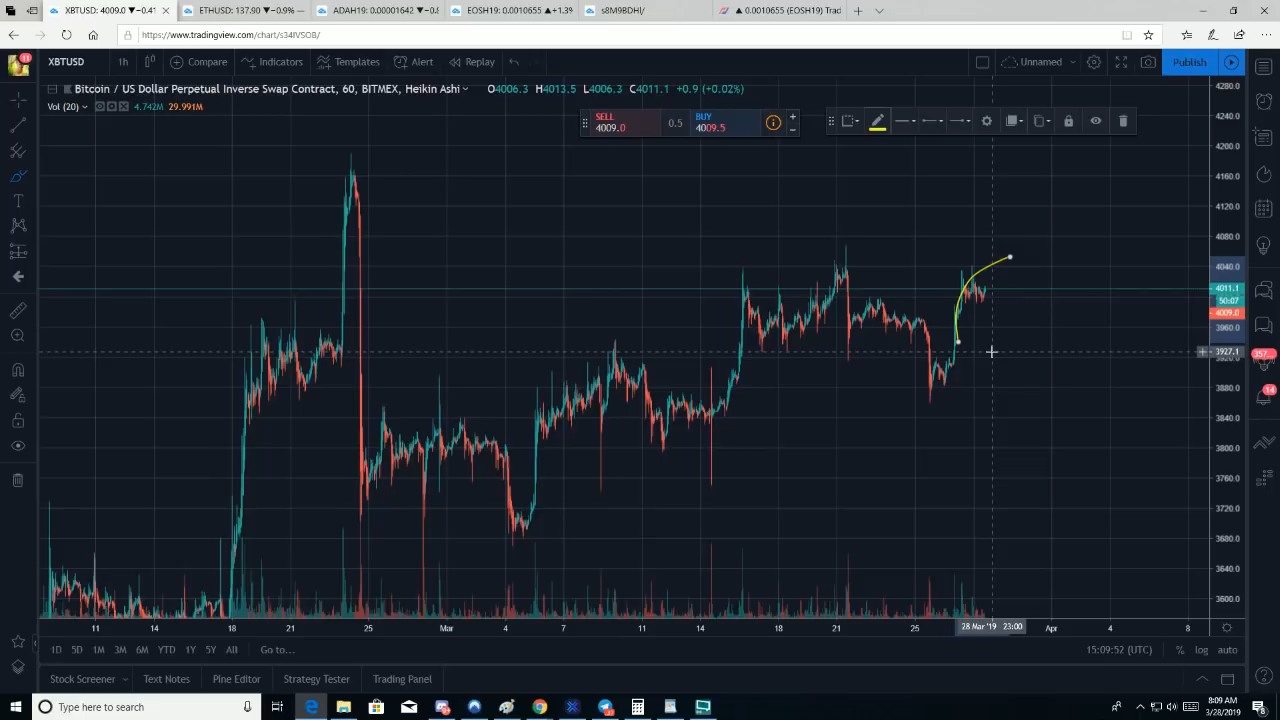 XBTUSD: 4009.0 ▼−0.41
ETHUSD: 137.90 ▼−0.9% —
ADAH19: 0.00001642 ▼−0.
EOSH19: 0.0010655 ▲+1.39
s8M9BDHl/
▲ 0.0010655 (EOSH19) Trad
https://www.tradingview.com/chart/s34IVSOB/
11
XBTUSD
1h
Compare
Indicators
Templates
Alert
Replay
Unnamed
Publish
Bitcoin / US Dollar Perpetual Inverse Swap Contract, 60, BITMEX, Heikin Ashi
O4006.3 H4013.5 L4006.3 C4011.1 +0.9 (+0.02%)
Vol (20)
4.742M 29.991M
SELL
4009.0
0.5
BUY
4009.5
4280.0
4240.0
4200.0
4160.0
4120.0
4080.0
4040.0
4011.1
50:07
4009.0
3960.0
3927.1
3920.0
3880.0
3840.0
3800.0
3760.0
3720.0
3680.0
3640.0
3600.0
357...
14
11 14 18 21 25 Mar 4 7 11 14 18 21 25 28 Mar '19 23:00 Apr 4 8
1D 5D 1M 3M 6M YTD 1Y 5Y All Go to...
15:09:52 (UTC) % log auto
Stock Screener Text Notes Pine Editor Strategy Tester Trading Panel
Type here to search
8:09 AM
3/28/2019
8